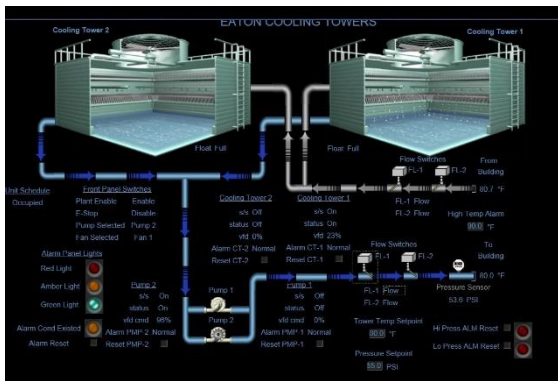 EATON COOLING TOWERS
Cooling Tower 2
Cooling Tower 1
Float Full
Float Full
Flow Switches
FL-1
FL-2
From
Building
80.7 °F
FL-1 Flow
FL-2 Flow
High Temp Alarm
90.0 °F
Unit Schedule
Occupied
Front Panel Switches
Plant Enable Enable
E-Stop Disable
Pump Selected Pump 2
Fan Selected Fan 1
Cooling Tower 2
s/s Off
status Off
vfd 0%
Alarm CT-2 Normal
Reset CT-2
Cooling Tower 1
s/s On
status On
vfd 23%
Alarm CT-1 Normal
Reset CT-1
Flow Switches
FL-1
FL-2
To
Building
80.0 °F
FL-1 Flow
FL-2 Flow
Pressure Sensor
53.8 PSI
Alarm Panel Lights
Red Light
Amber Light
Green Light
Alarm Cond Existed
Alarm Reset
Pump 2
s/s On
status On
vfd cmd 98%
Alarm PMP-2 Normal
Reset PMP-2
Pump 1
Pump 2
Pump 1
s/s Off
status Off
vfd cmd 0%
Alarm PMP-1 Normal
Reset PMP-1
Tower Temp Setpoint
°F
Pressure Setpoint
PSI
Hi Press ALM Reset
Lo Press ALM Reset